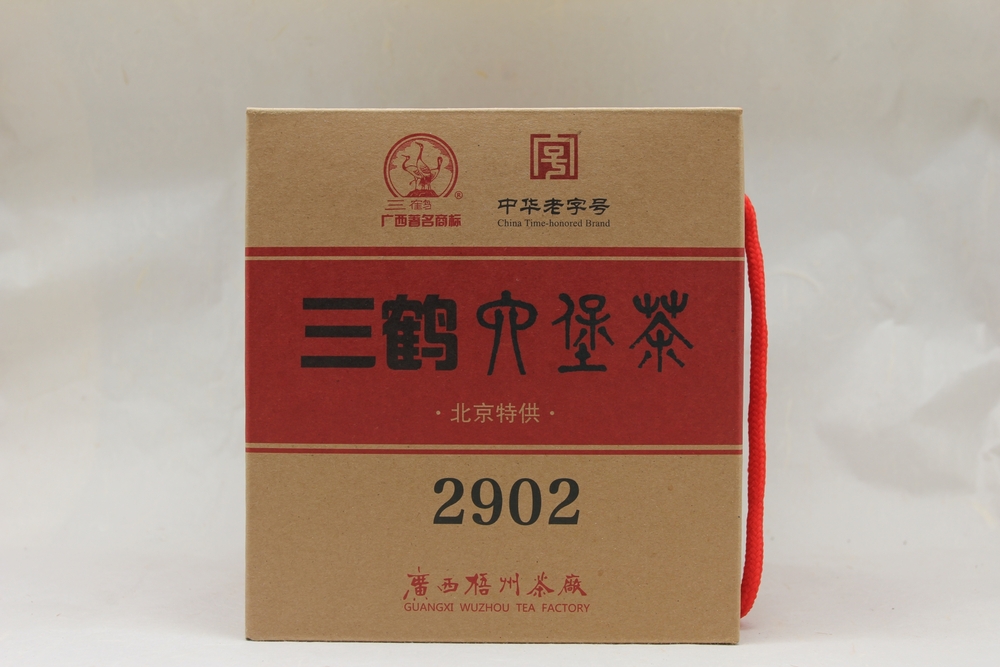 三鹤®
广西著名商标
号
中华老字号
China Time-honored Brand
三鹤六堡茶
·北京特供·
2902
廣西梧州茶廠
GUANGXI WUZHOU TEA FACTORY